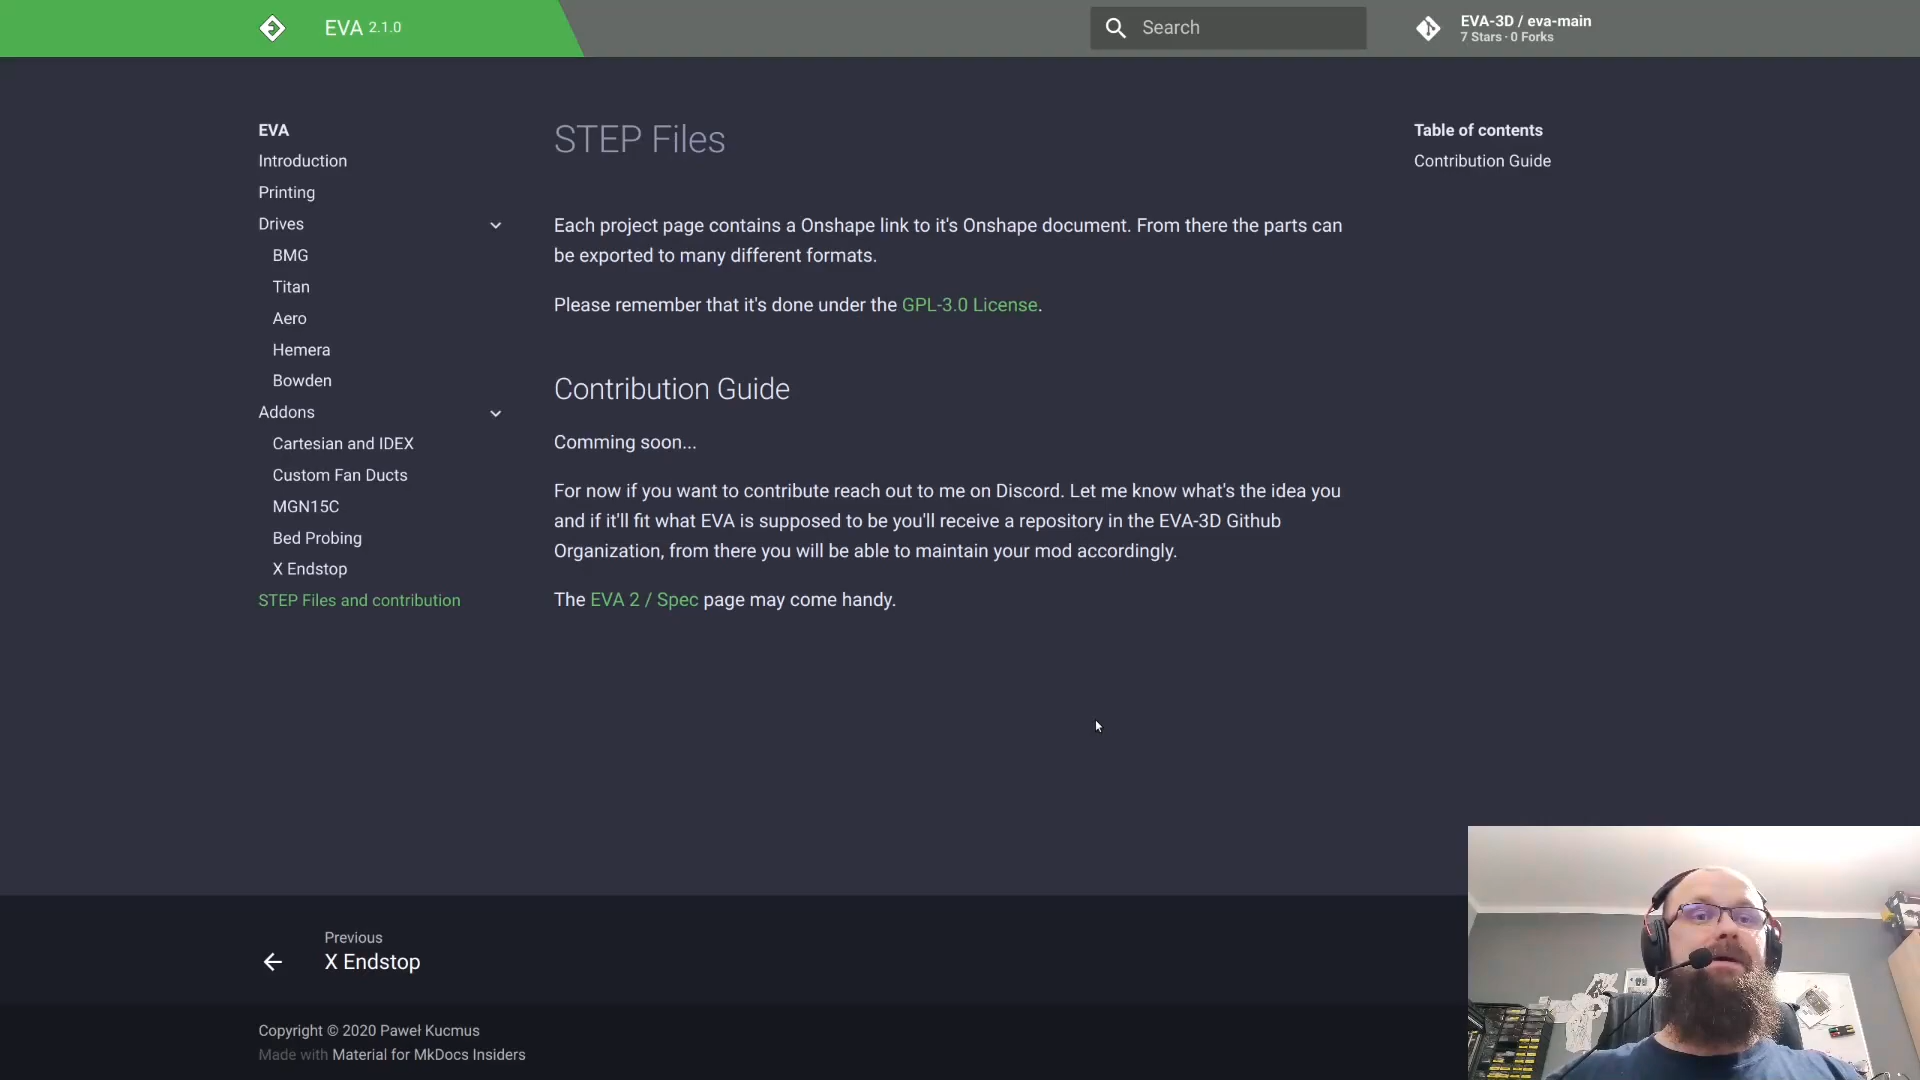 EVA 2.1.0
Search
EVA-3D / eva-main
7 Stars · 0 Forks
EVA
Introduction
Printing
Drives
BMG
Titan
Aero
Hemera
Bowden
Addons
Cartesian and IDEX
Custom Fan Ducts
MGN15C
Bed Probing
X Endstop
STEP Files and contribution
STEP Files
Each project page contains a Onshape link to it's Onshape document. From there the parts can
be exported to many different formats.
Please remember that it's done under the GPL-3.0 License.
Contribution Guide
Comming soon...
For now if you want to contribute reach out to me on Discord. Let me know what's the idea you
and if it'll fit what EVA is supposed to be you'll receive a repository in the EVA-3D Github
Organization, from there you will be able to maintain your mod accordingly.
The EVA 2 / Spec page may come handy.
Table of contents
Contribution Guide
Previous
X Endstop
Copyright © 2020 Paweł Kucmus
Made with Material for MkDocs Insiders